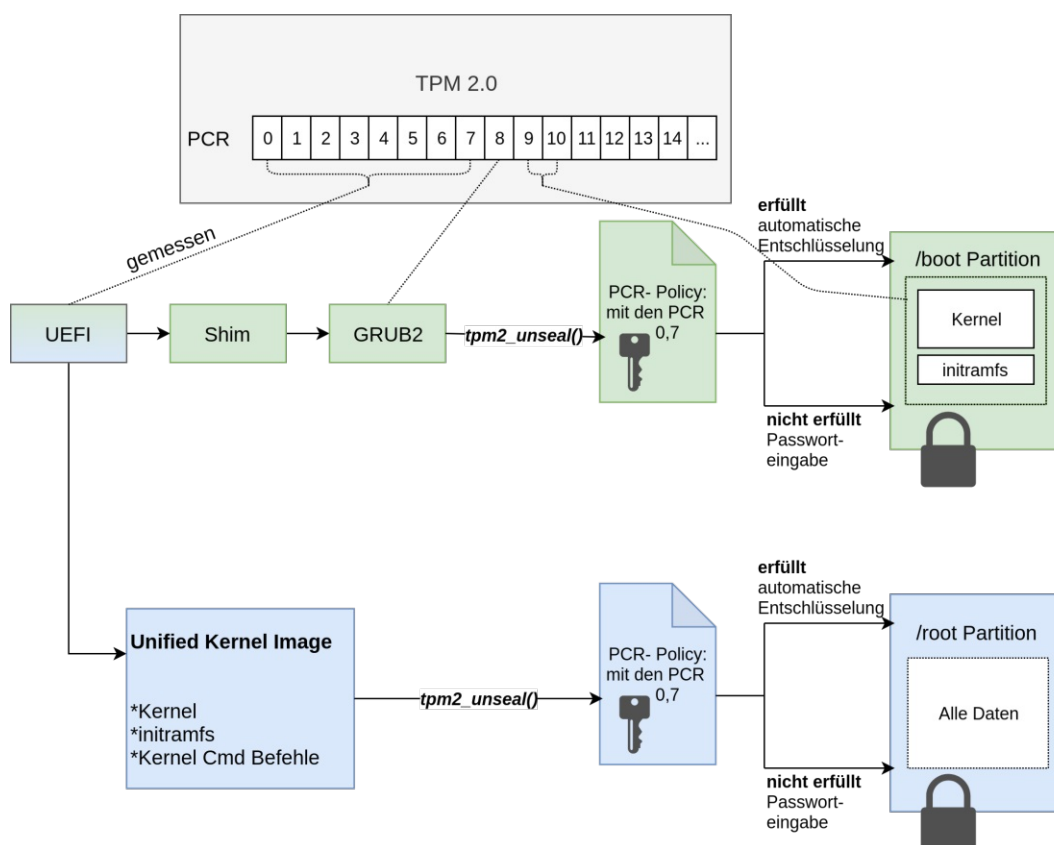 TPM 2.0
PCR
0 1 2 3 4 5 6 7 8 9 10 11 12 13 14 ...
gemessen
UEFI
Shim
GRUB2
tpm2_unseal()
PCR- Policy:
mit den PCR
0,7
erfüllt
automatische
Entschlüsselung
nicht erfüllt
Passwort-
eingabe
/boot Partition
Kernel
initramfs
Unified Kernel Image
*Kernel
*initramfs
*Kernel Cmd Befehle
tpm2_unseal()
PCR- Policy:
mit den PCR
0,7
erfüllt
automatische
Entschlüsselung
nicht erfüllt
Passwort-
eingabe
/root Partition
Alle Daten